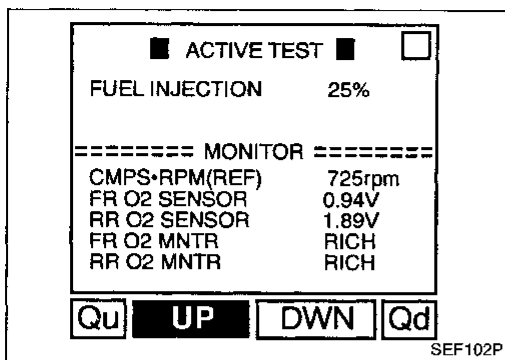 ■ ACTIVE TEST ■ □
FUEL INJECTION 25%
======== MONITOR ========
CMPS•RPM(REF) 725rpm
FR O2 SENSOR 0.94V
RR O2 SENSOR 1.89V
FR O2 MNTR RICH
RR O2 MNTR RICH
Qu UP DWN Qd
SEF102P